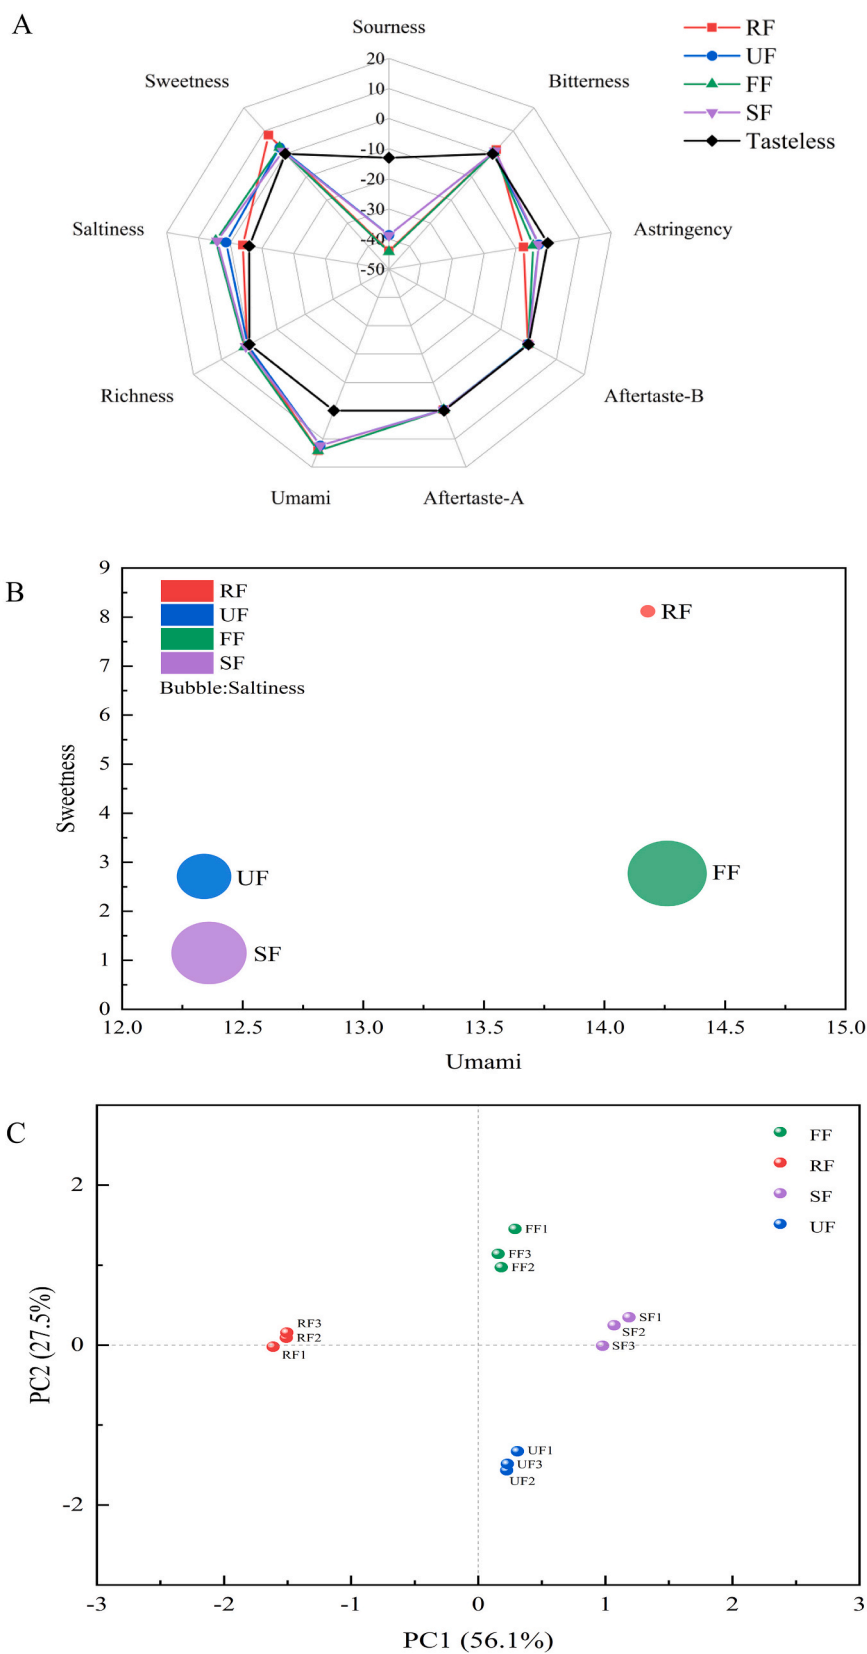 A
Sourness
Sweetness
Bitterness
Saltiness
Astringency
Richness
Aftertaste-B
Umami
Aftertaste-A
20
10
0
-10
-20
-30
-40
-50
RF
UF
FF
SF
Tasteless
B
RF
UF
FF
SF
Bubble:Saltiness
RF
UF
FF
SF
9
8
7
6
5
4
3
2
1
0
Sweetness
12.0 12.5 13.0 13.5 14.0 14.5 15.0
Umami
C
FF
RF
SF
UF
FF1
FF3
FF2
RF3
RF2
RF1
SF1
SF2
SF3
UF1
UF3
UF2
2
0
-2
PC2 (27.5%)
-3 -2 -1 0 1 2 3
PC1 (56.1%)